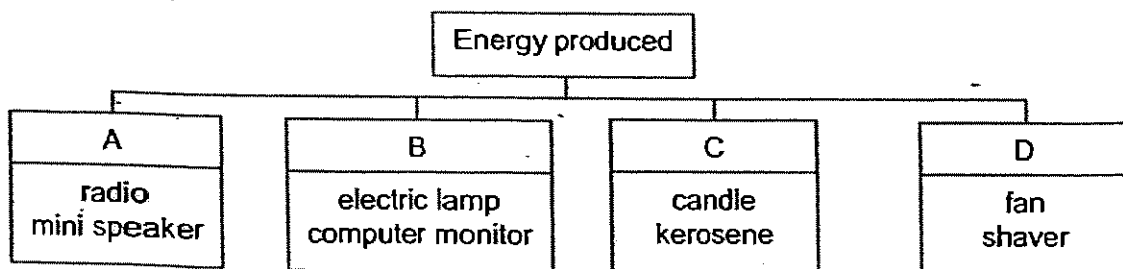 Energy produced
A
radio
mini speaker
B
electric lamp
computer monitor
C
candle
kerosene
D
fan
shaver